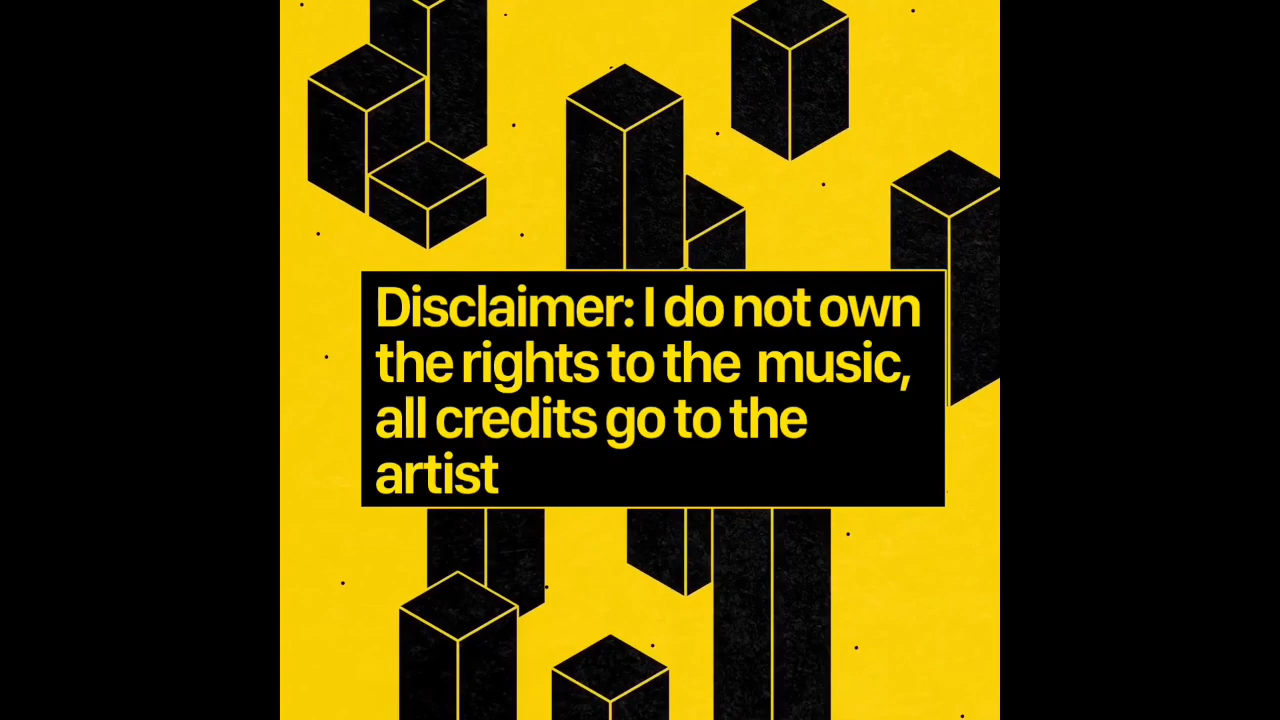 Disclaimer: I do not own
the rights to the music,
all credits go to the
artist